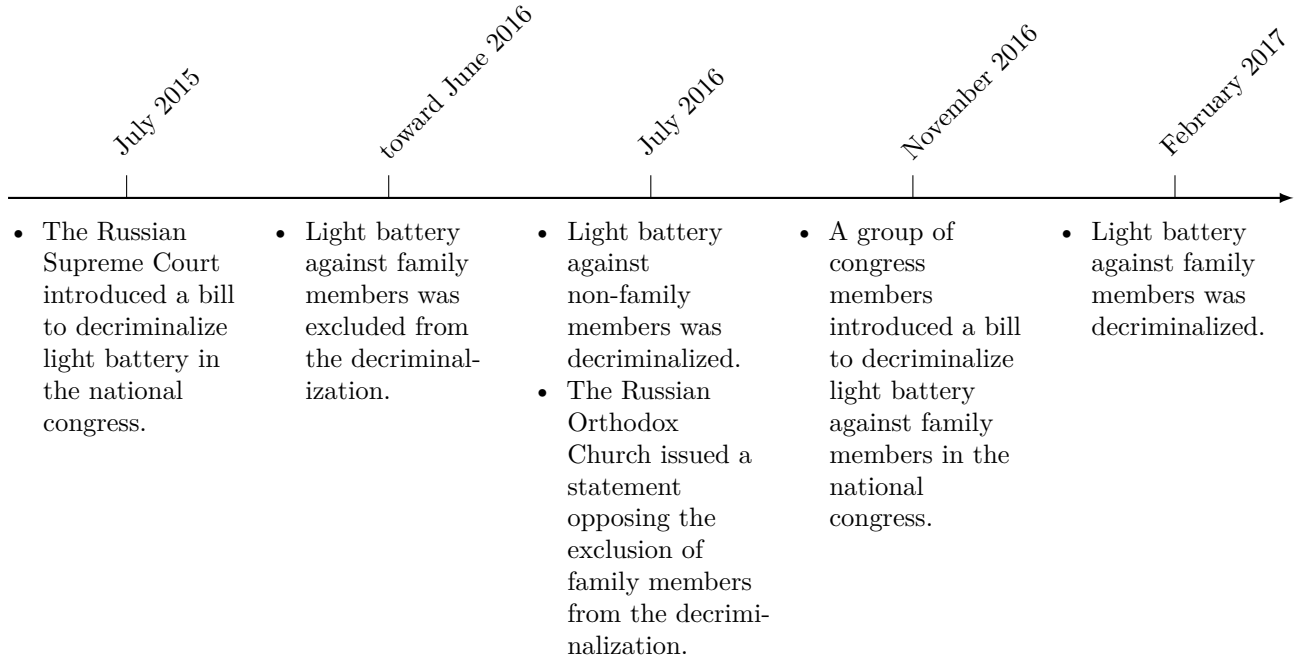 July 2015
toward June 2016
July 2016
November 2016
February 2017
• The Russian
Supreme Court
introduced a bill
to decriminalize
light battery in
the national
congress.
• Light battery
against family
members was
excluded from
the decriminal-
ization.
• Light battery
against
non-family
members was
decriminalized.
• The Russian
Orthodox
Church issued a
statement
opposing the
exclusion of
family members
from the decrimi-
nalization.
• A group of
congress
members
introduced a bill
to decriminalize
light battery
against family
members in the
national
congress.
• Light battery
against family
members was
decriminalized.